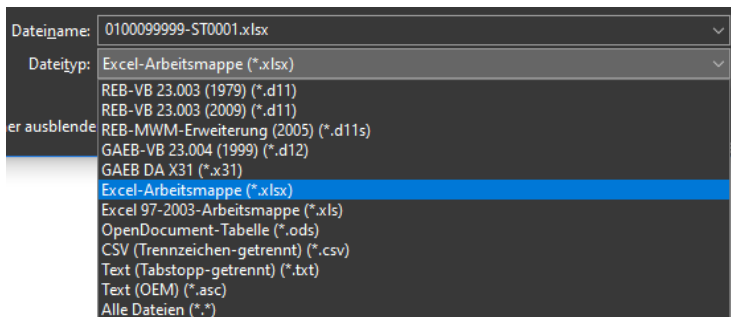 Dateiname: 0100099999-ST0001.xlsx
Dateityp: Excel-Arbeitsmappe (*.xlsx)
REB-VB 23.003 (1979) (*.d11)
REB-VB 23.003 (2009) (*.d11)
er ausblende REB-MWM-Erweiterung (2005) (*.d11s)
GAEB-VB 23.004 (1999) (*.d12)
GAEB DA X31 (*.x31)
Excel-Arbeitsmappe (*.xlsx)
Excel 97-2003-Arbeitsmappe (*.xls)
OpenDocument-Tabelle (*.ods)
CSV (Trennzeichen-getrennt) (*.csv)
Text (Tabstopp-getrennt) (*.txt)
Text (OEM) (*.asc)
Alle Dateien (*.*)